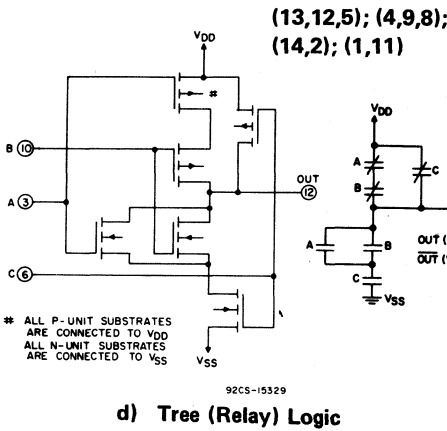 (13,12,5); (4,9,8);
(14,2); (1,11)
VDD
#
B 10
OUT
12
A 3
C 6
VSS
# ALL P-UNIT SUBSTRATES
ARE CONNECTED TO VDD
ALL N-UNIT SUBSTRATES
ARE CONNECTED TO VSS
VDD
A
C
B
A
B
OUT (
OUT (
C
VSS
92CS-15329
d) Tree (Relay) Logic